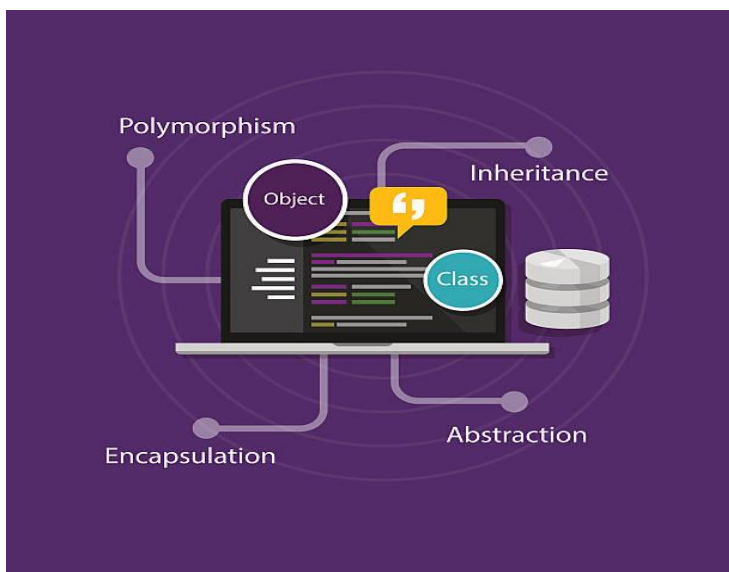 Polymorphism
Inheritance
Object
Class
Abstraction
Encapsulation